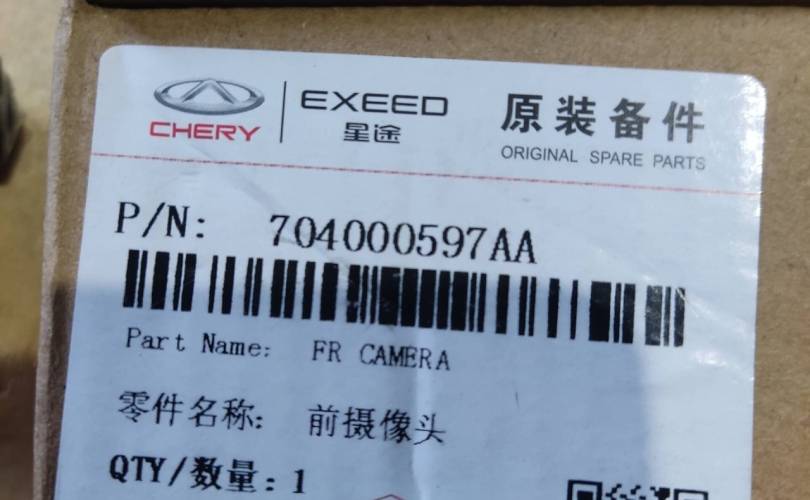 CHERY
EXEED
星途
原装备件
ORIGINAL SPARE PARTS
P/N: 704000597AA
Part Name: FR CAMERA
零件名称: 前摄像头
QTY/数量: 1